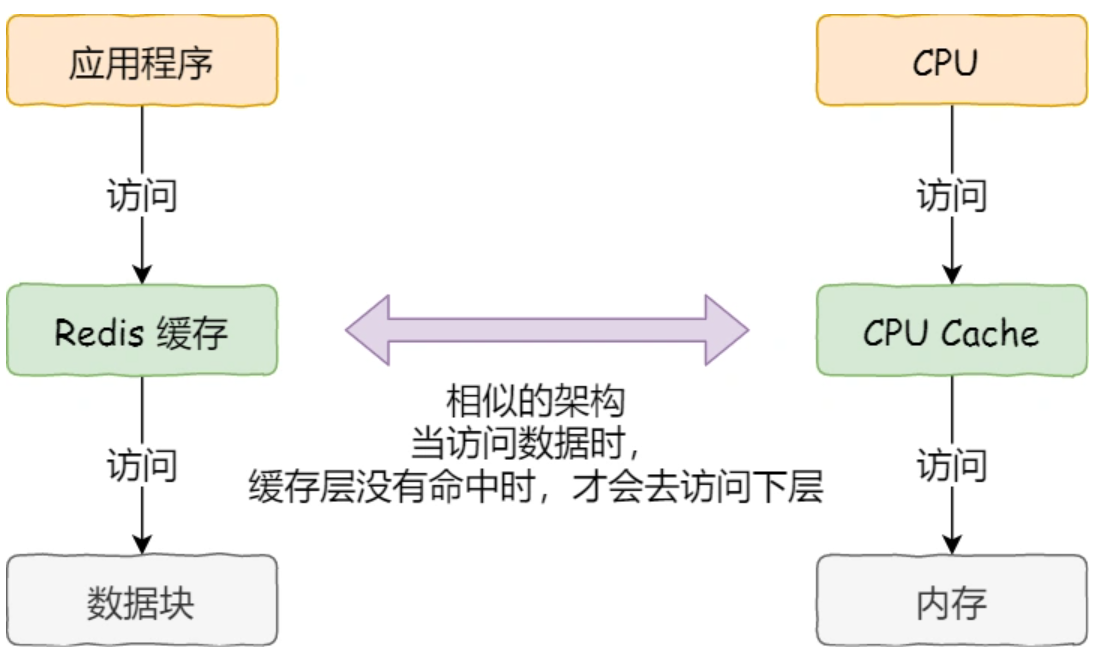 应用程序
CPU
访问
访问
Redis 缓存
CPU Cache
相似的架构
当访问数据时，
缓存层没有命中时，才会去访问下层
访问
访问
数据块
内存